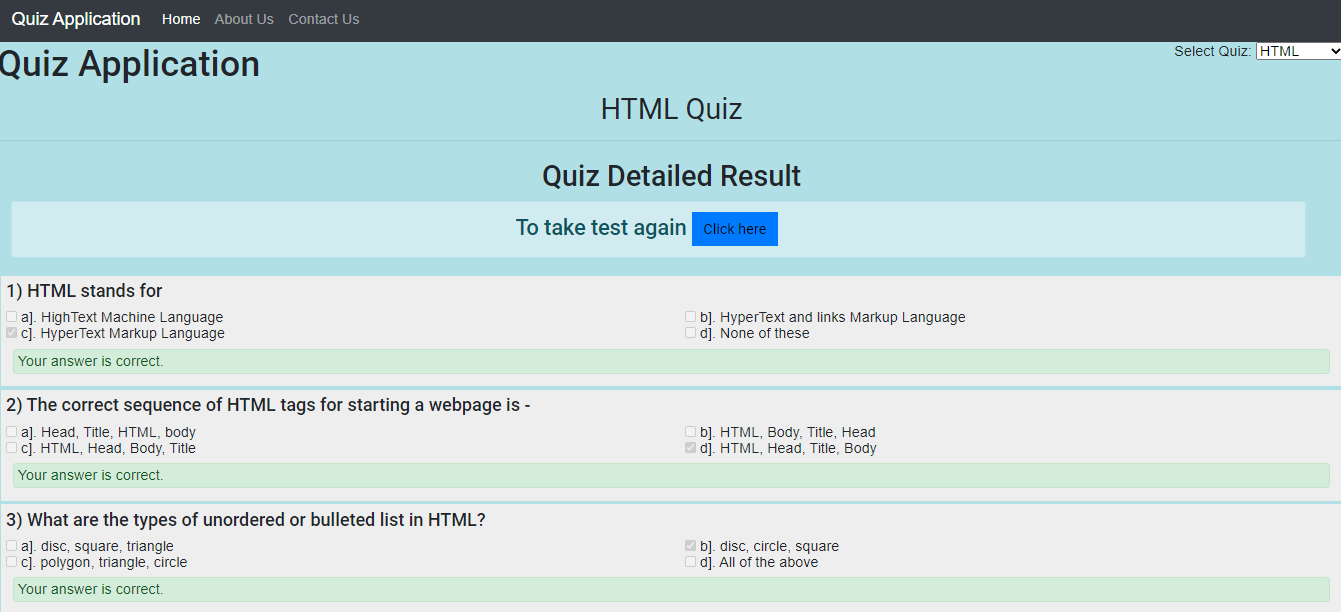 Quiz Application Home About Us Contact Us
Quiz Application
Select Quiz: HTML
HTML Quiz
Quiz Detailed Result
To take test again Click here
1) HTML stands for
a]. HighText Machine Language b]. HyperText and links Markup Language
c]. HyperText Markup Language d]. None of these
Your answer is correct.
2) The correct sequence of HTML tags for starting a webpage is -
a]. Head, Title, HTML, body b]. HTML, Body, Title, Head
c]. HTML, Head, Body, Title d]. HTML, Head, Title, Body
Your answer is correct.
3) What are the types of unordered or bulleted list in HTML?
a]. disc, square, triangle b]. disc, circle, square
c]. polygon, triangle, circle d]. All of the above
Your answer is correct.